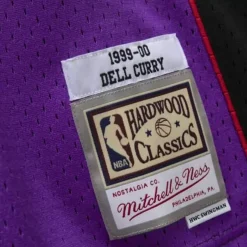 1999-00
DELL CURRY
HARDWOOD
NBA
CLASSICS
NOSTALGIA CO.
Mitchell & Ness
PHILADELPHIA, PA
HWC SWINGMAN